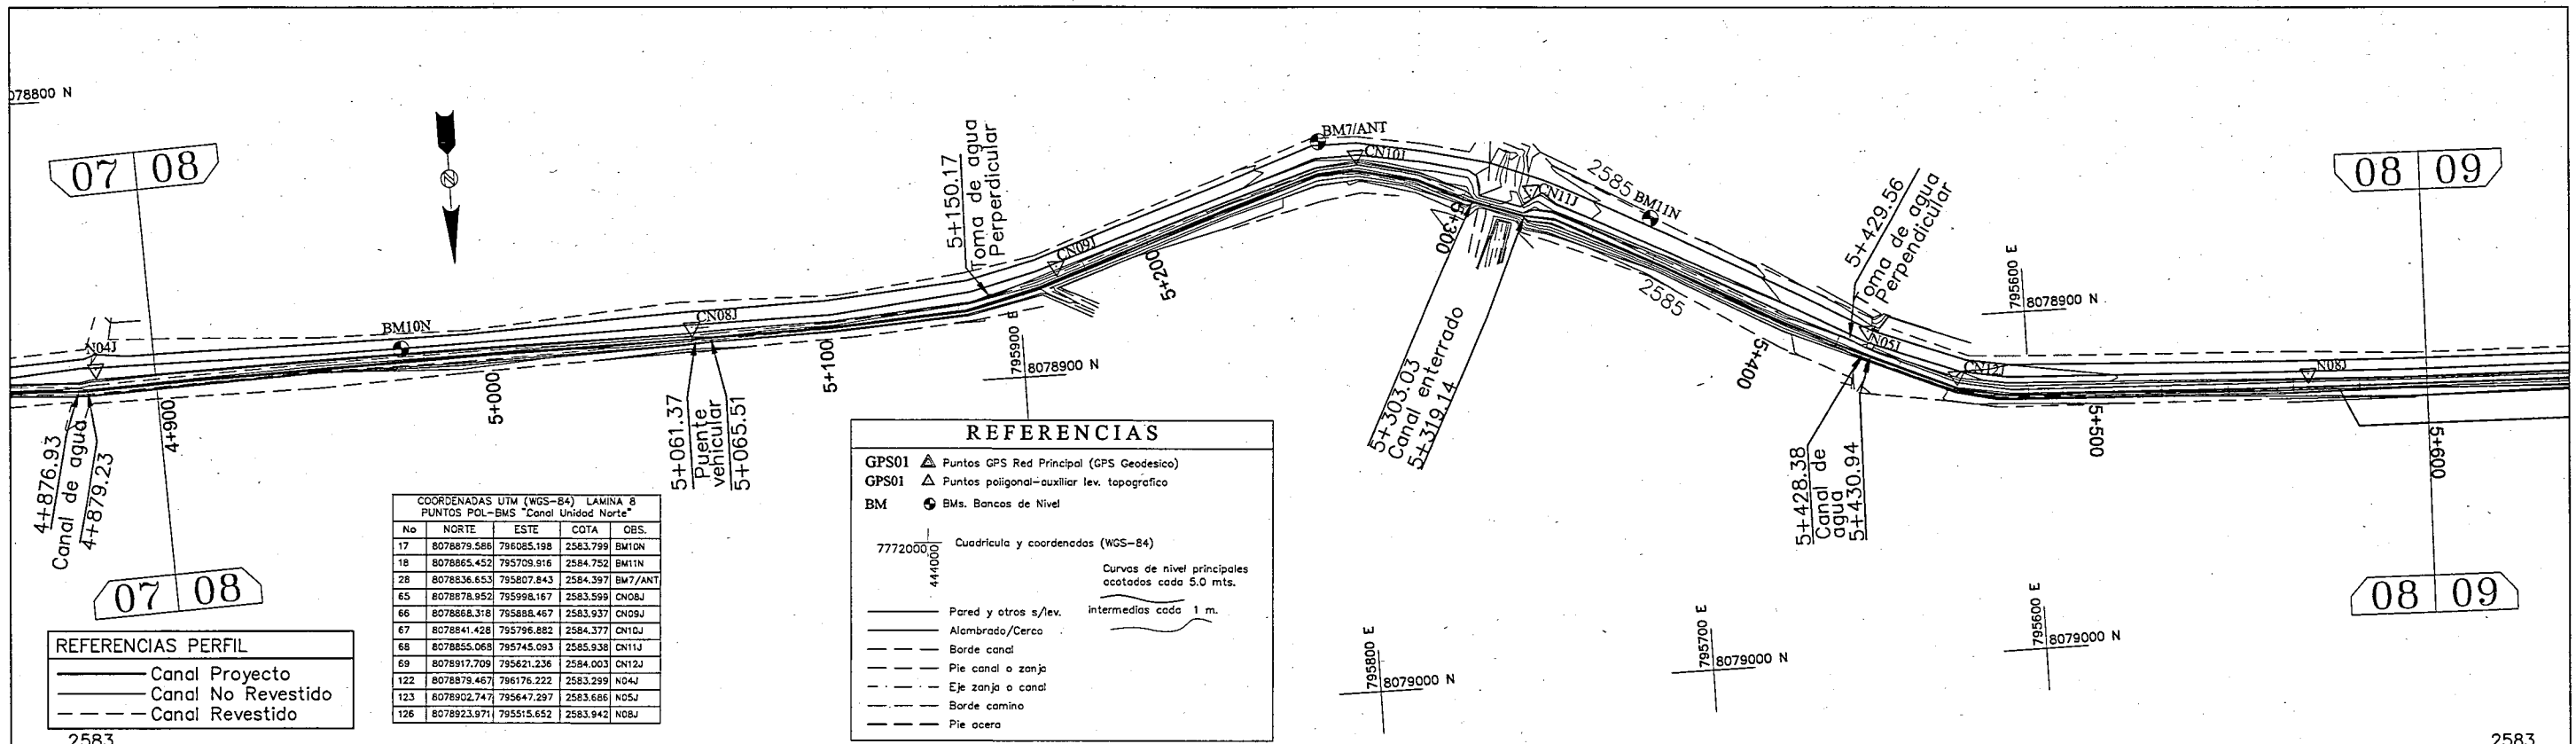 078800 N
07 08
08 09
BM7/ANT
CN10J
CN11J
2585
BM11N
5+150.17
Toma de agua
Perperdicular
CN09J
5+200
5+300
5+429.56
Toma de agua
Perpendicular
795600 E
8078900 N
N04J
BM10N
CN08J
795900 E
8078900 N
2585
N05J
CN12J
N08J
4+900
5+000
5+100
5+400
5+500
5+600
4+876.93
Canal de agua
4+879.23
5+061.37
Puente
vehicular
5+065.51
5+303.03
Canal enterrado
5+319.14
5+428.38
Canal de
agua
5+430.94
07 08
08 09
COORDENADAS UTM (WGS-84) LAMINA 8
PUNTOS POL-BMS "Canal Unidad Norte"
No NORTE ESTE COTA OBS.
17 8078879.586 796085.198 2583.799 BM10N
18 8078865.452 795709.916 2584.752 BM11N
28 8078836.653 795807.843 2584.397 BM7/ANT
65 8078878.952 795998.167 2583.599 CN08J
66 8078868.318 795888.467 2583.937 CN09J
67 8078841.428 795796.882 2584.377 CN10J
68 8078855.068 795745.093 2585.938 CN11J
69 8078917.709 795621.236 2584.003 CN12J
122 8078879.467 796176.222 2583.299 N04J
123 8078902.747 795647.297 2583.686 N05J
126 8078923.971 795515.652 2583.942 N08J
REFERENCIAS
GPS01 Puntos GPS Red Principal (GPS Geodesico)
GPS01 Puntos poligonal-auxiliar lev. topografico
BM BMs. Bancos de Nivel
7772000
444000
Cuadricula y coordenadas (WGS-84)
Curvas de nivel principales
acotados cada 5.0 mts.
intermedias cada 1 m.
Pared y otros s/lev.
Alambrado/Cerco
Borde canal
Pie canal o zanja
Eje zanja o canal
Borde camino
Pie acera
REFERENCIAS PERFIL
Canal Proyecto
Canal No Revestido
Canal Revestido
795800 E
8079000 N
795700 E
8079000 N
795600 E
8079000 N
2583
2583